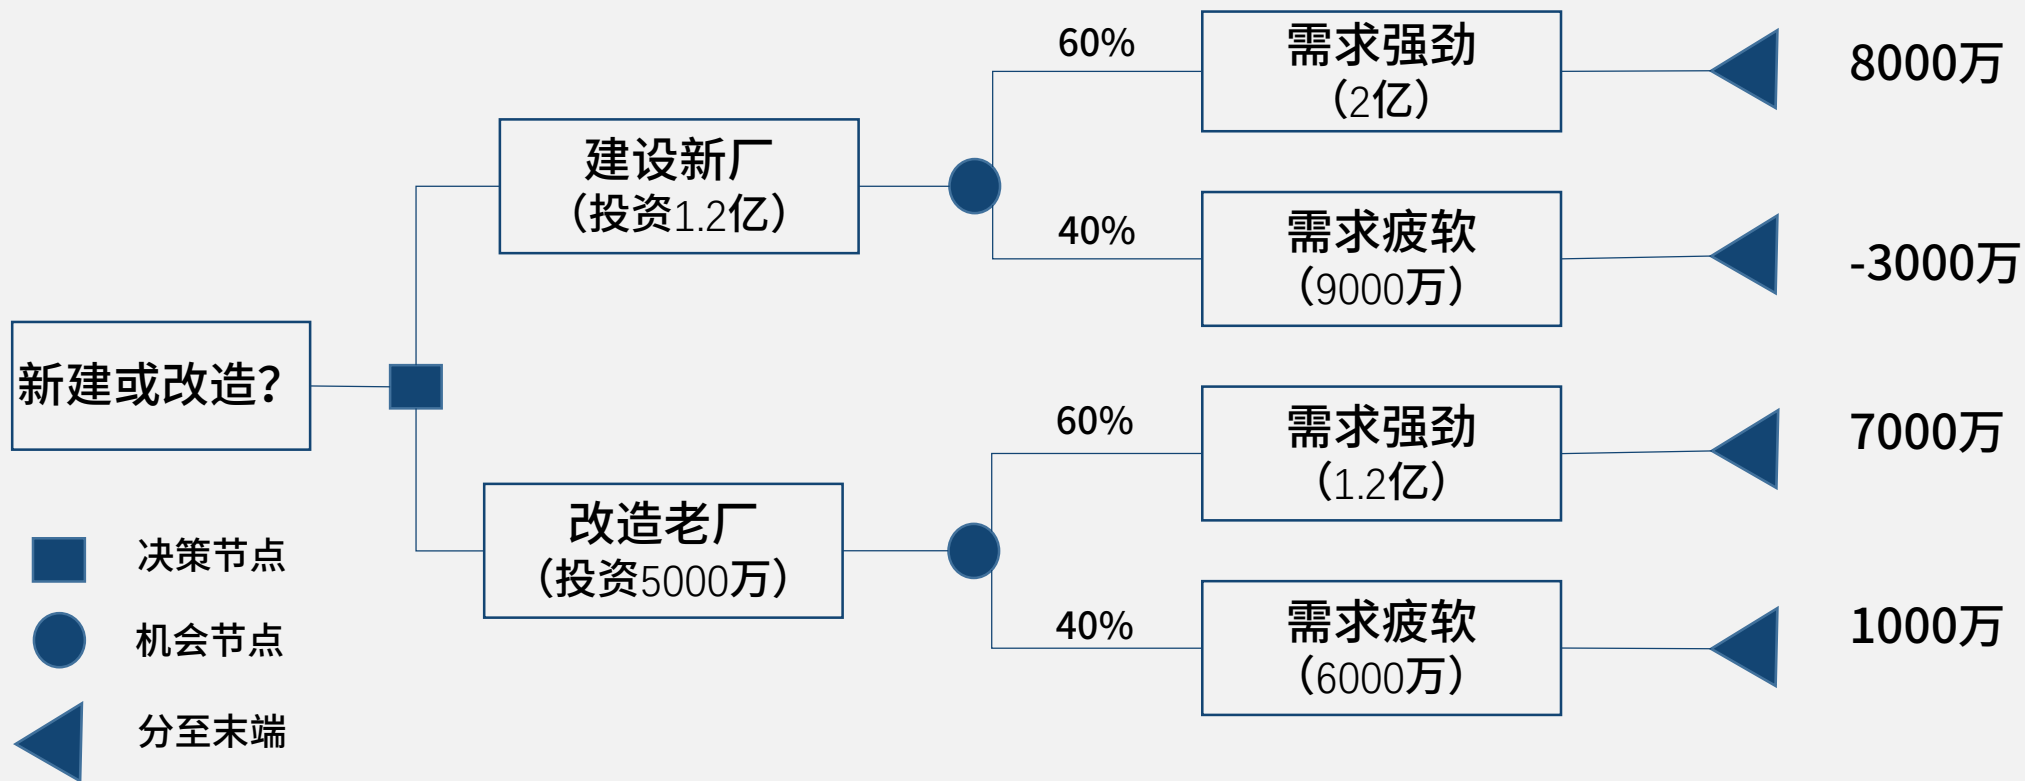 新建或改造？
建设新厂
（投资1.2亿）
改造老厂
（投资5000万）
60%
需求强劲
（2亿）
8000万
40%
需求疲软
（9000万）
-3000万
60%
需求强劲
（1.2亿）
7000万
40%
需求疲软
（6000万）
1000万
决策节点
机会节点
分至末端